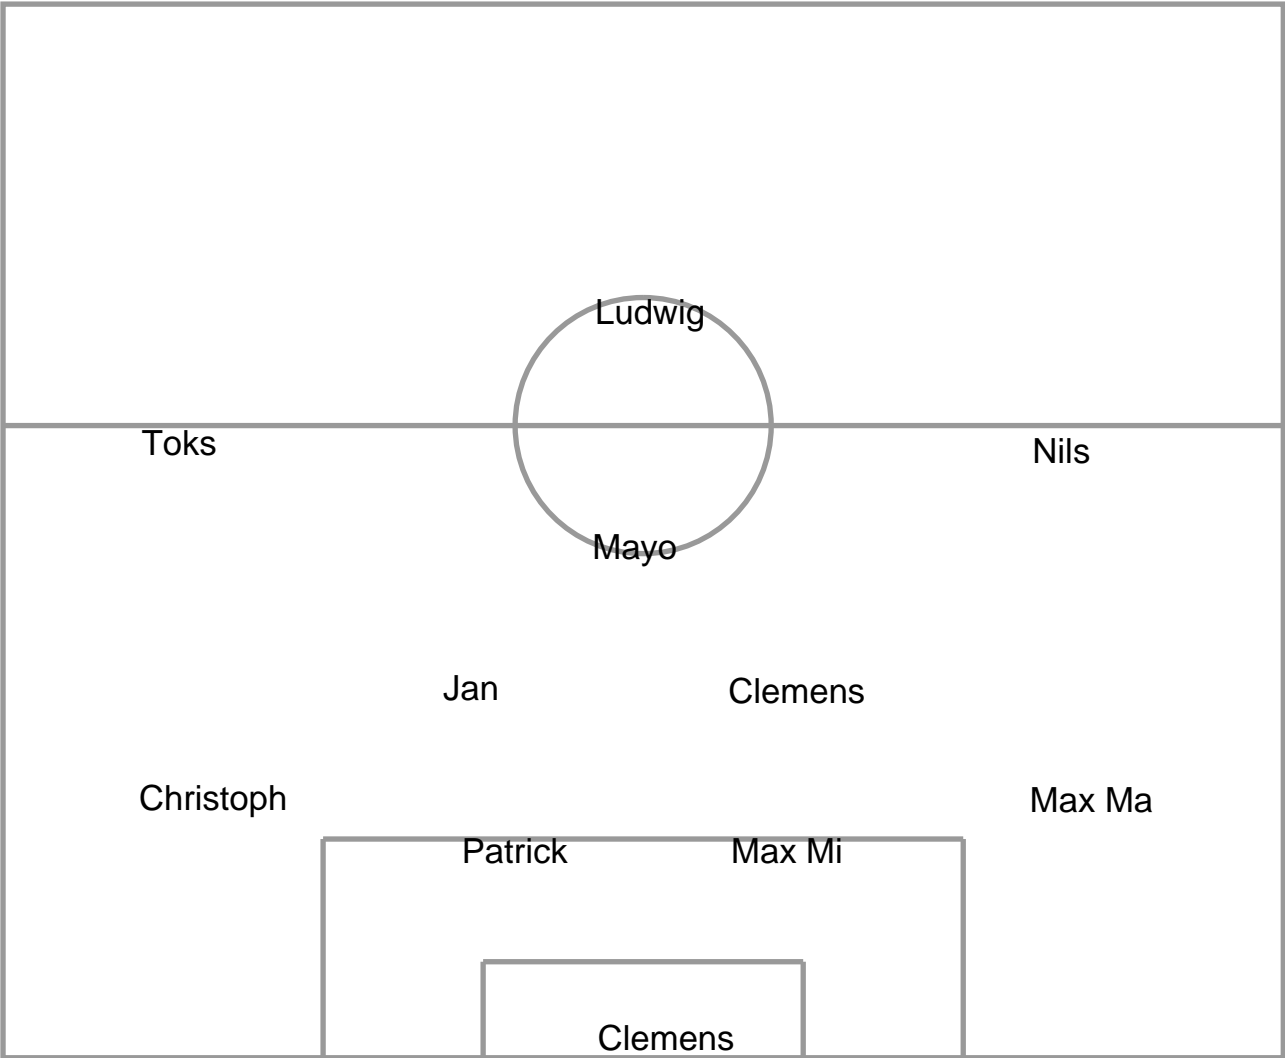 Ludwig
Toks
Nils
Mayo
Jan
Clemens
Christoph
Max Ma
Patrick
Max Mi
Clemens